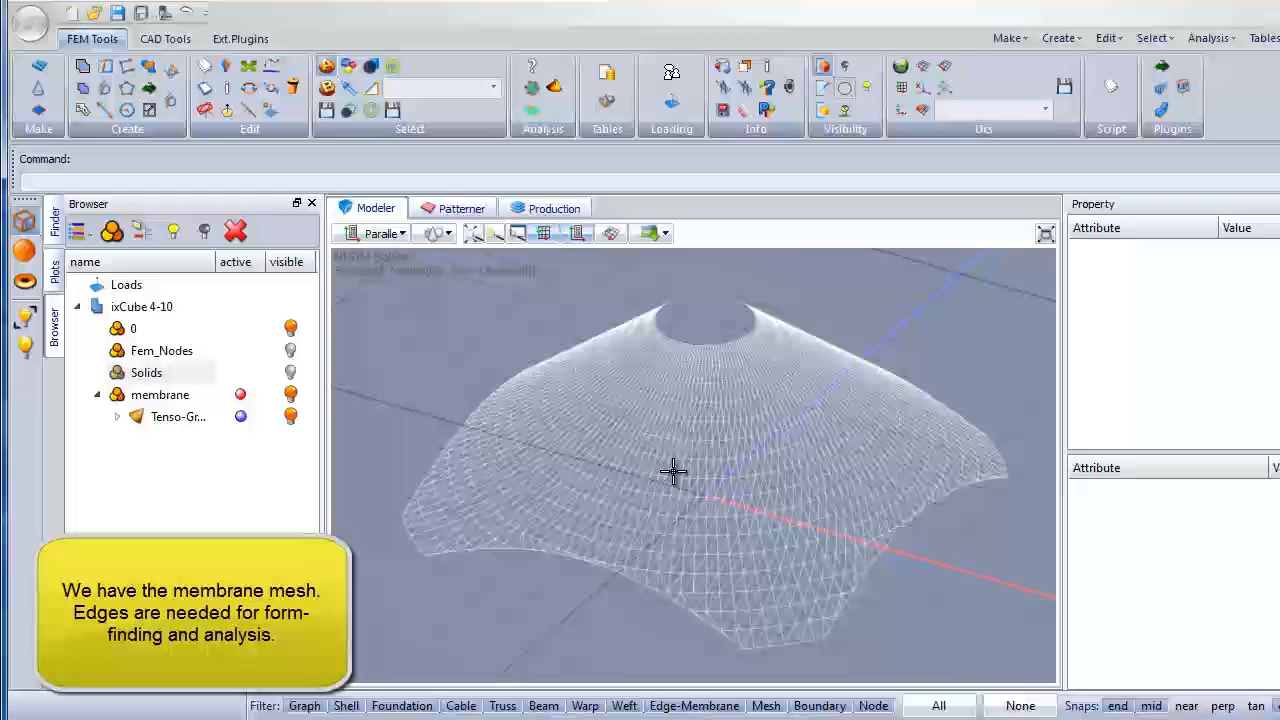 FEM Tools CAD Tools Ext.Plugins Make Create Edit Select Analysis Tables
Make Create Edit Select Analysis Tables Loading Info Visibility Ucs Script Plugins
Command:
Browser
Finder
Plots
Browser
name active visible
Loads
ixCube 4-10
0
Fem_Nodes
Solids
membrane
Tenso-Gr...
Modeler Patterner Production
Paralle
Property
Attribute Value
Attribute
We have the membrane mesh.
Edges are needed for form-
finding and analysis.
Filter: Graph Shell Foundation Cable Truss Beam Warp Weft Edge-Membrane Mesh Boundary Node All None Snaps: end mid near perp tan